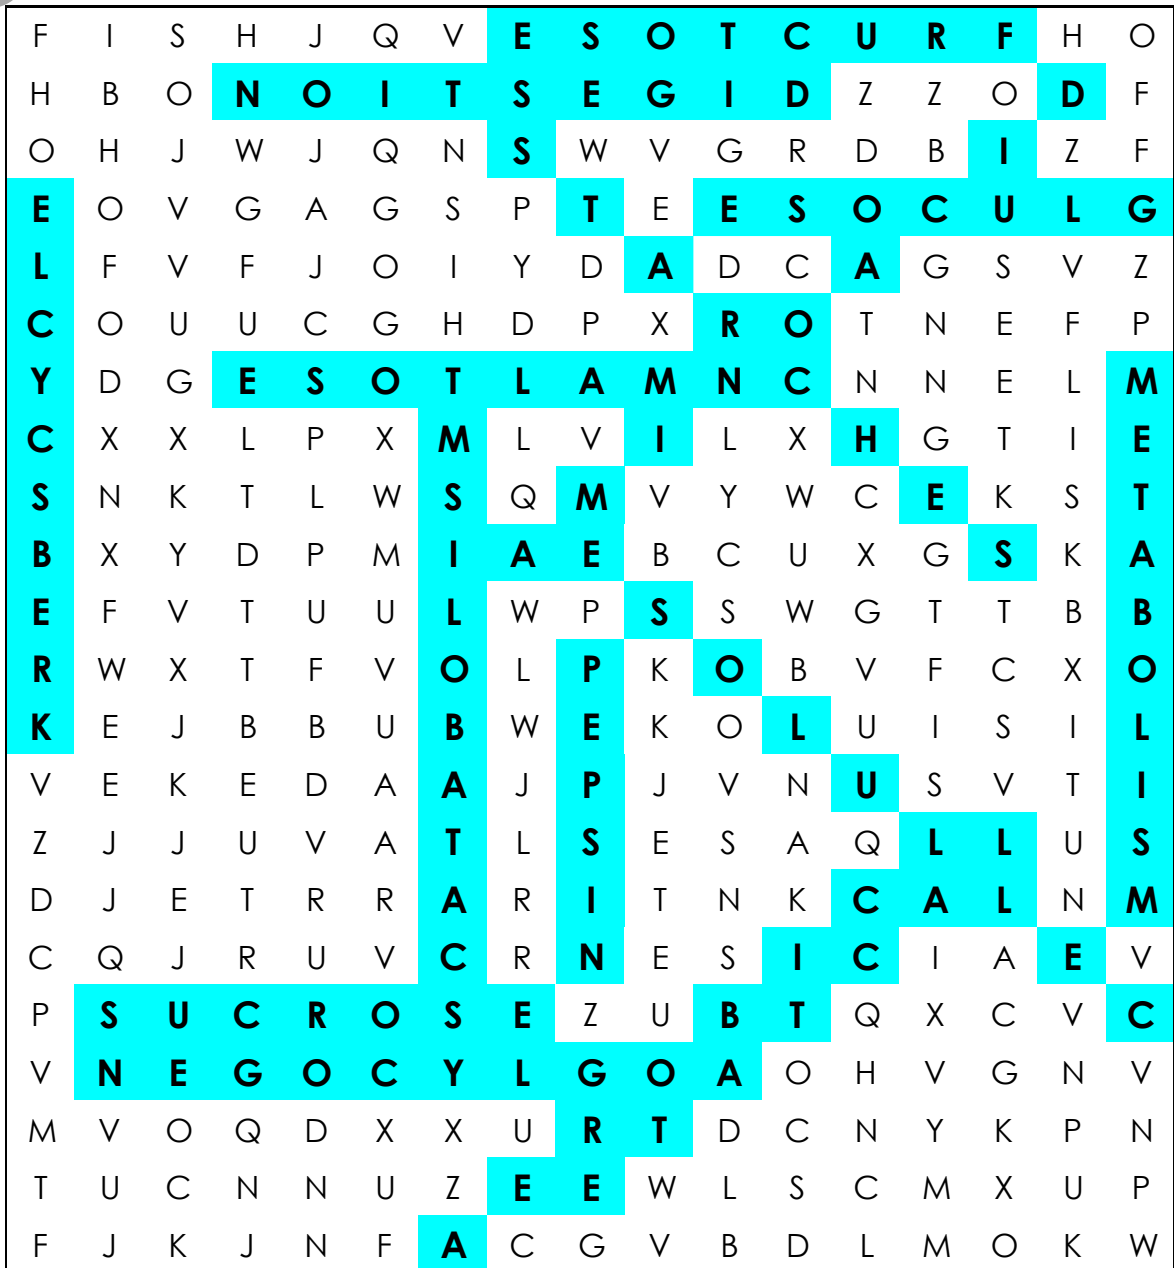 F I S H J Q V E S O T C U R F H O
H B O N O I T S E G I D Z Z O D F
O H J W J Q N S W V G R D B I Z F
E O V G A G S P T E E S O C U L G
L F V F J O I Y D A D C A G S V Z
C O U U C G H D P X R O T N E F P
Y D G E S O T L A M N C N N E L M
C X X L P X M L V I L X H G T I E
S N K T L W S Q M V Y W C E K S T
B X Y D P M I A E B C U X G S K A
E F V T U U L W P S S W G T T B B
R W X T F V O L P K O B V F C X O
K E J B B U B W E K O L U I S I L
V E K E D A A J P J V N U S V T I
Z J J U V A T L S E S A Q L L U S
D J E T R R A R I T N K C A L N M
C Q J R U V C R N E S I C I A E V
P S U C R O S E Z U B T Q X C V C
V N E G O C Y L G O A O H V G N V
M V O Q D X X U R T D C N Y K P N
T U C N N U Z E E W L S C M X U P
F J K J N F A C G V B D L M O K W